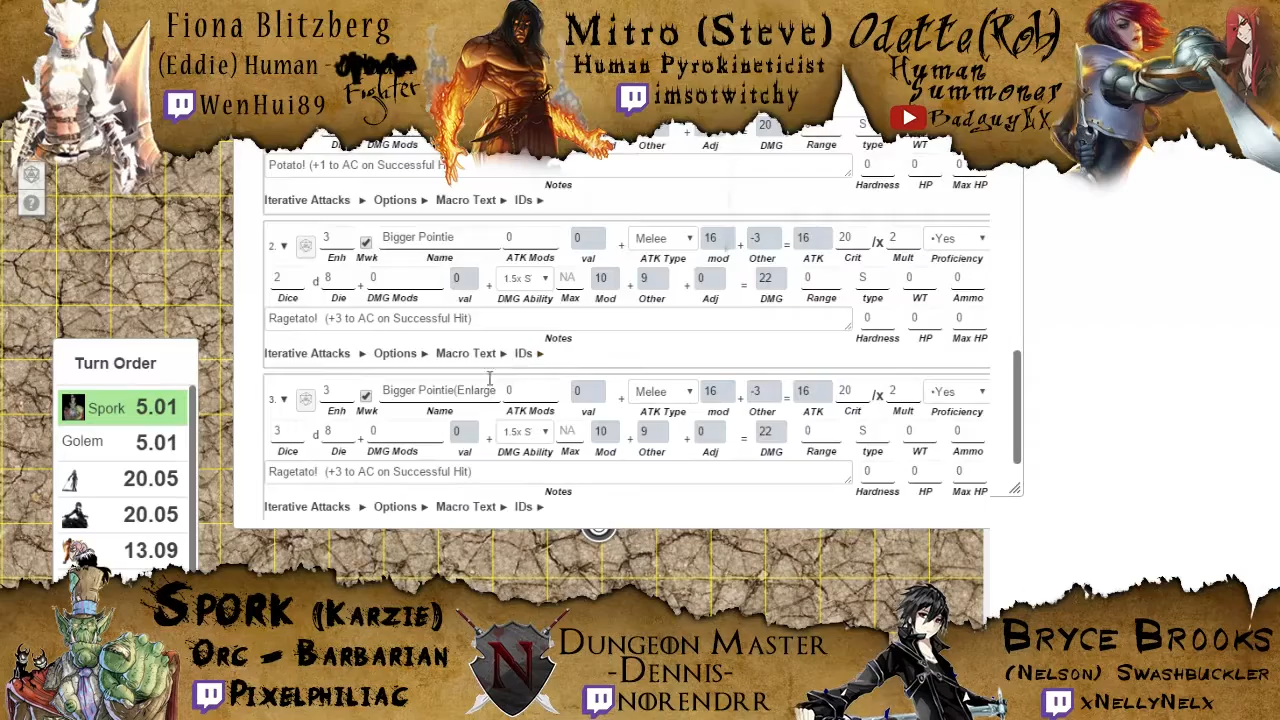 Fiona Blitzberg
(Eddie) Human -
Fighter
WenHui89
Mitro (Steve)
Human Pyrokineticist
imsotwitchy
Odette(Rob)
Human
Summoner
BadguyEX
20 S 0 0
DMG Mods Other Adj DMG Range type WT
Potato! (+1 to AC on Successful H 0 0 0
Notes Hardness HP Max HP
Iterative Attacks ► Options ► Macro Text ► IDs ►
2. ▼ 3 Bigger Pointie 0 0 + Melee ▼ 16 + -3 = 16 20 /x 2 •Yes ▼
Enh Mwk Name ATK Mods val ATK Type mod Other ATK Crit Mult Proficiency
2 d 8 + 0 0 + 1.5x S ▼ NA 10 + 9 + 0 = 22 0 S 0 0
Dice Die DMG Mods val DMG Ability Max Mod Other Adj DMG Range type WT Ammo
Ragetato! (+3 to AC on Successful Hit) 0 0 0
Notes Hardness HP Max HP
Iterative Attacks ► Options ► Macro Text ► IDs ►
3. ▼ 3 Bigger Pointie(Enlarge 0 0 + Melee ▼ 16 + -3 = 16 20 /x 2 •Yes ▼
Enh Mwk Name ATK Mods val ATK Type mod Other ATK Crit Mult Proficiency
3 d 8 + 0 0 + 1.5x S ▼ NA 10 + 9 + 0 = 22 0 S 0 0
Dice Die DMG Mods val DMG Ability Max Mod Other Adj DMG Range type WT Ammo
Ragetato! (+3 to AC on Successful Hit) 0 0 0
Notes Hardness HP Max HP
Iterative Attacks ► Options ► Macro Text ► IDs ►
Turn Order
Spork 5.01
Golem 5.01
20.05
20.05
13.09
Spork (Karzie)
Orc - Barbarian
Pixelphiliac
N
Dungeon Master
-Dennis-
norendrr
Bryce Brooks
(Nelson) Swashbuckler
xNellyNelx